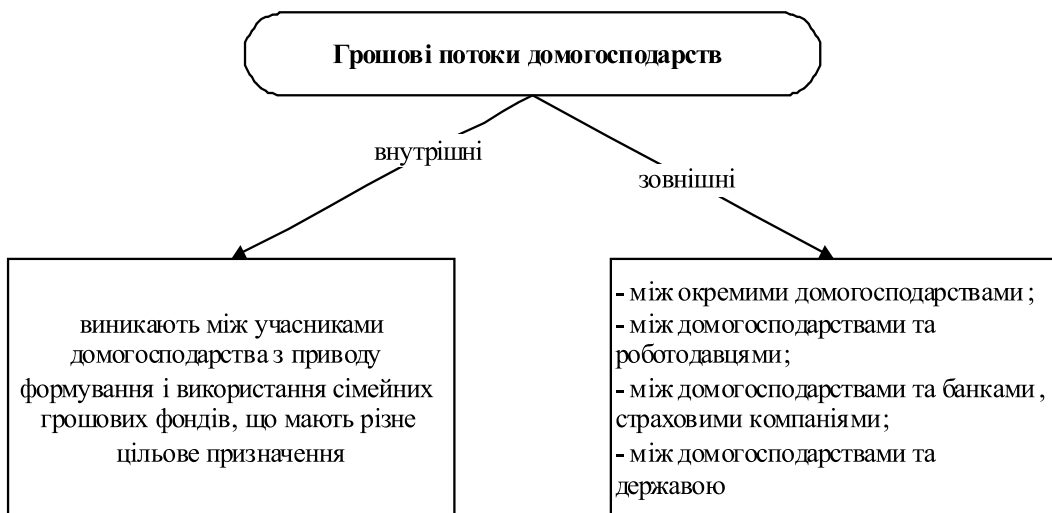 Грошові потоки домогосподарств
внутрішні
зовнішні
виникають між учасниками
домогосподарства з приводу
формування і використання сімейних
грошових фондів, що мають різне
цільове призначення
- між окремими домогосподарствами;
- між домогосподарствами та
роботодавцями;
- між домогосподарствами та банками,
страховими компаніями;
- між домогосподарствами та
державою